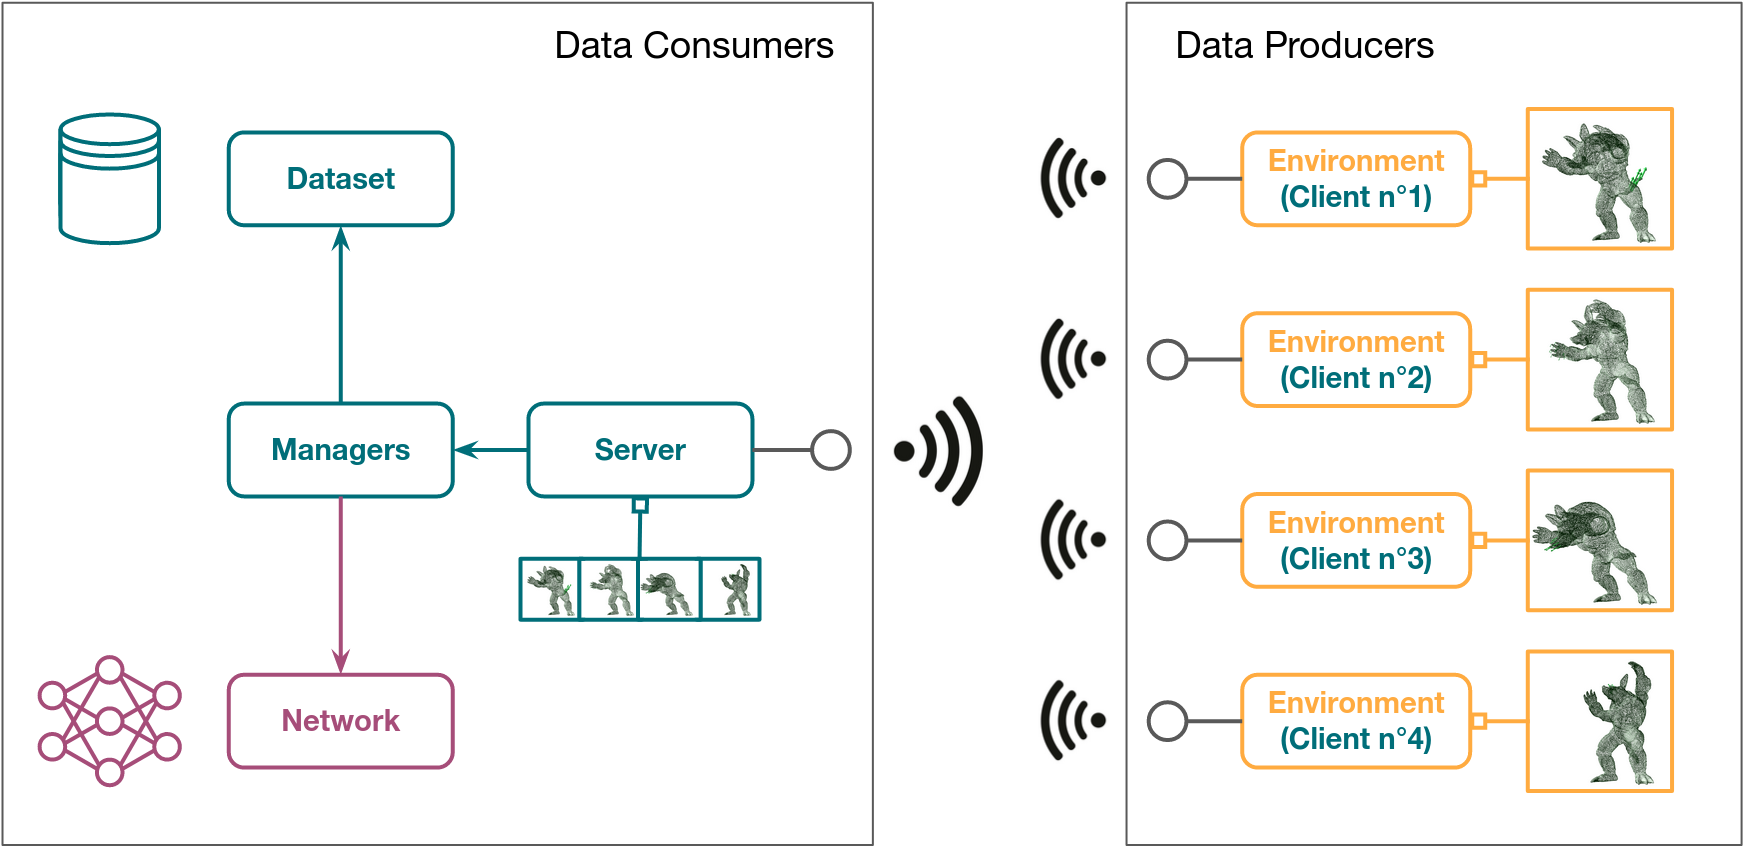 Data Consumers
Dataset
Managers
Server
Network
Data Producers
Environment
(Client n°1)
Environment
(Client n°2)
Environment
(Client n°3)
Environment
(Client n°4)